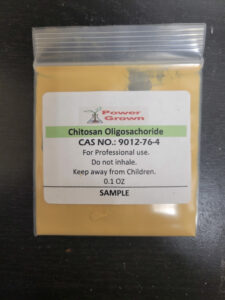 Power
Grown
Chitosan Oligosachoride
CAS NO.: 9012-76-4
For Professional use.
Do not inhale.
Keep away from Children.
0.1 OZ
SAMPLE